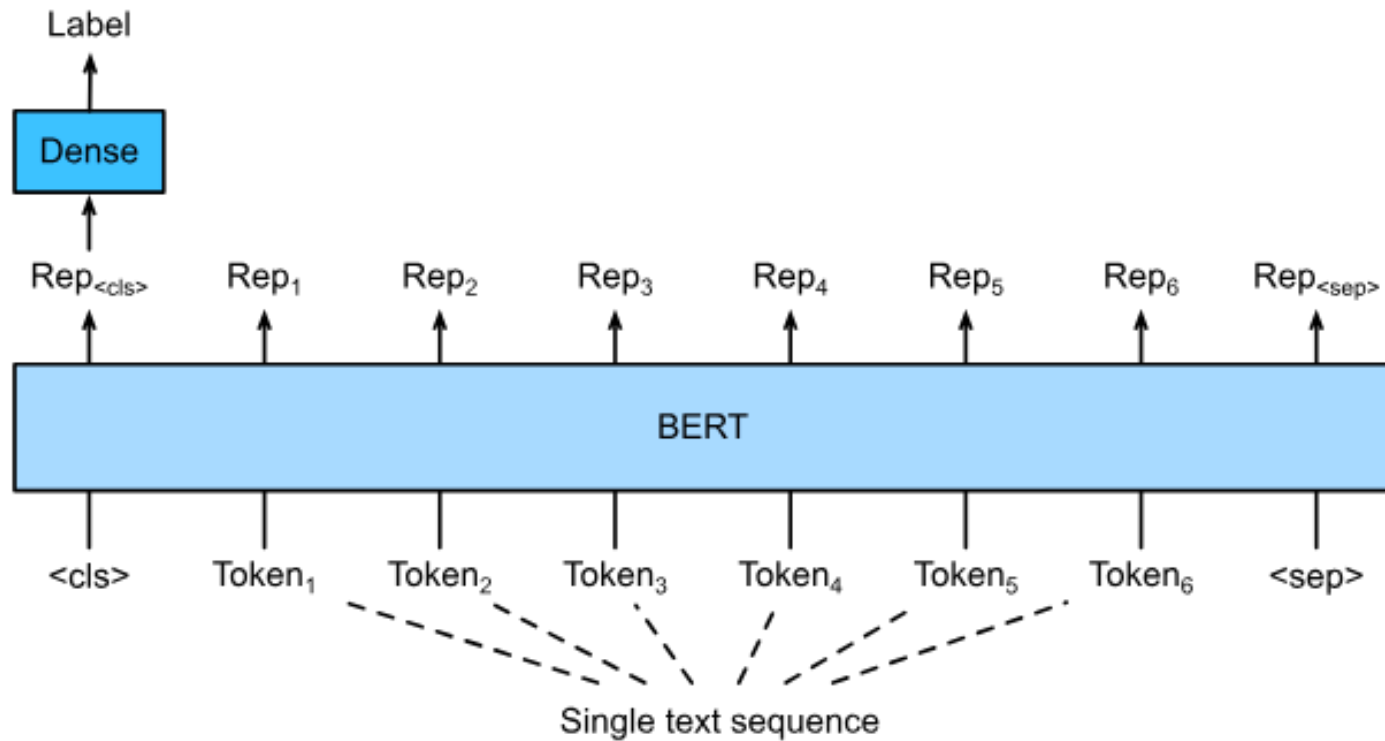 Label
Dense
Rep<cls> Rep₁ Rep₂ Rep₃ Rep₄ Rep₅ Rep₆ Rep<sep>
BERT
<cls> Token₁ Token₂ Token₃ Token₄ Token₅ Token₆ <sep>
Single text sequence